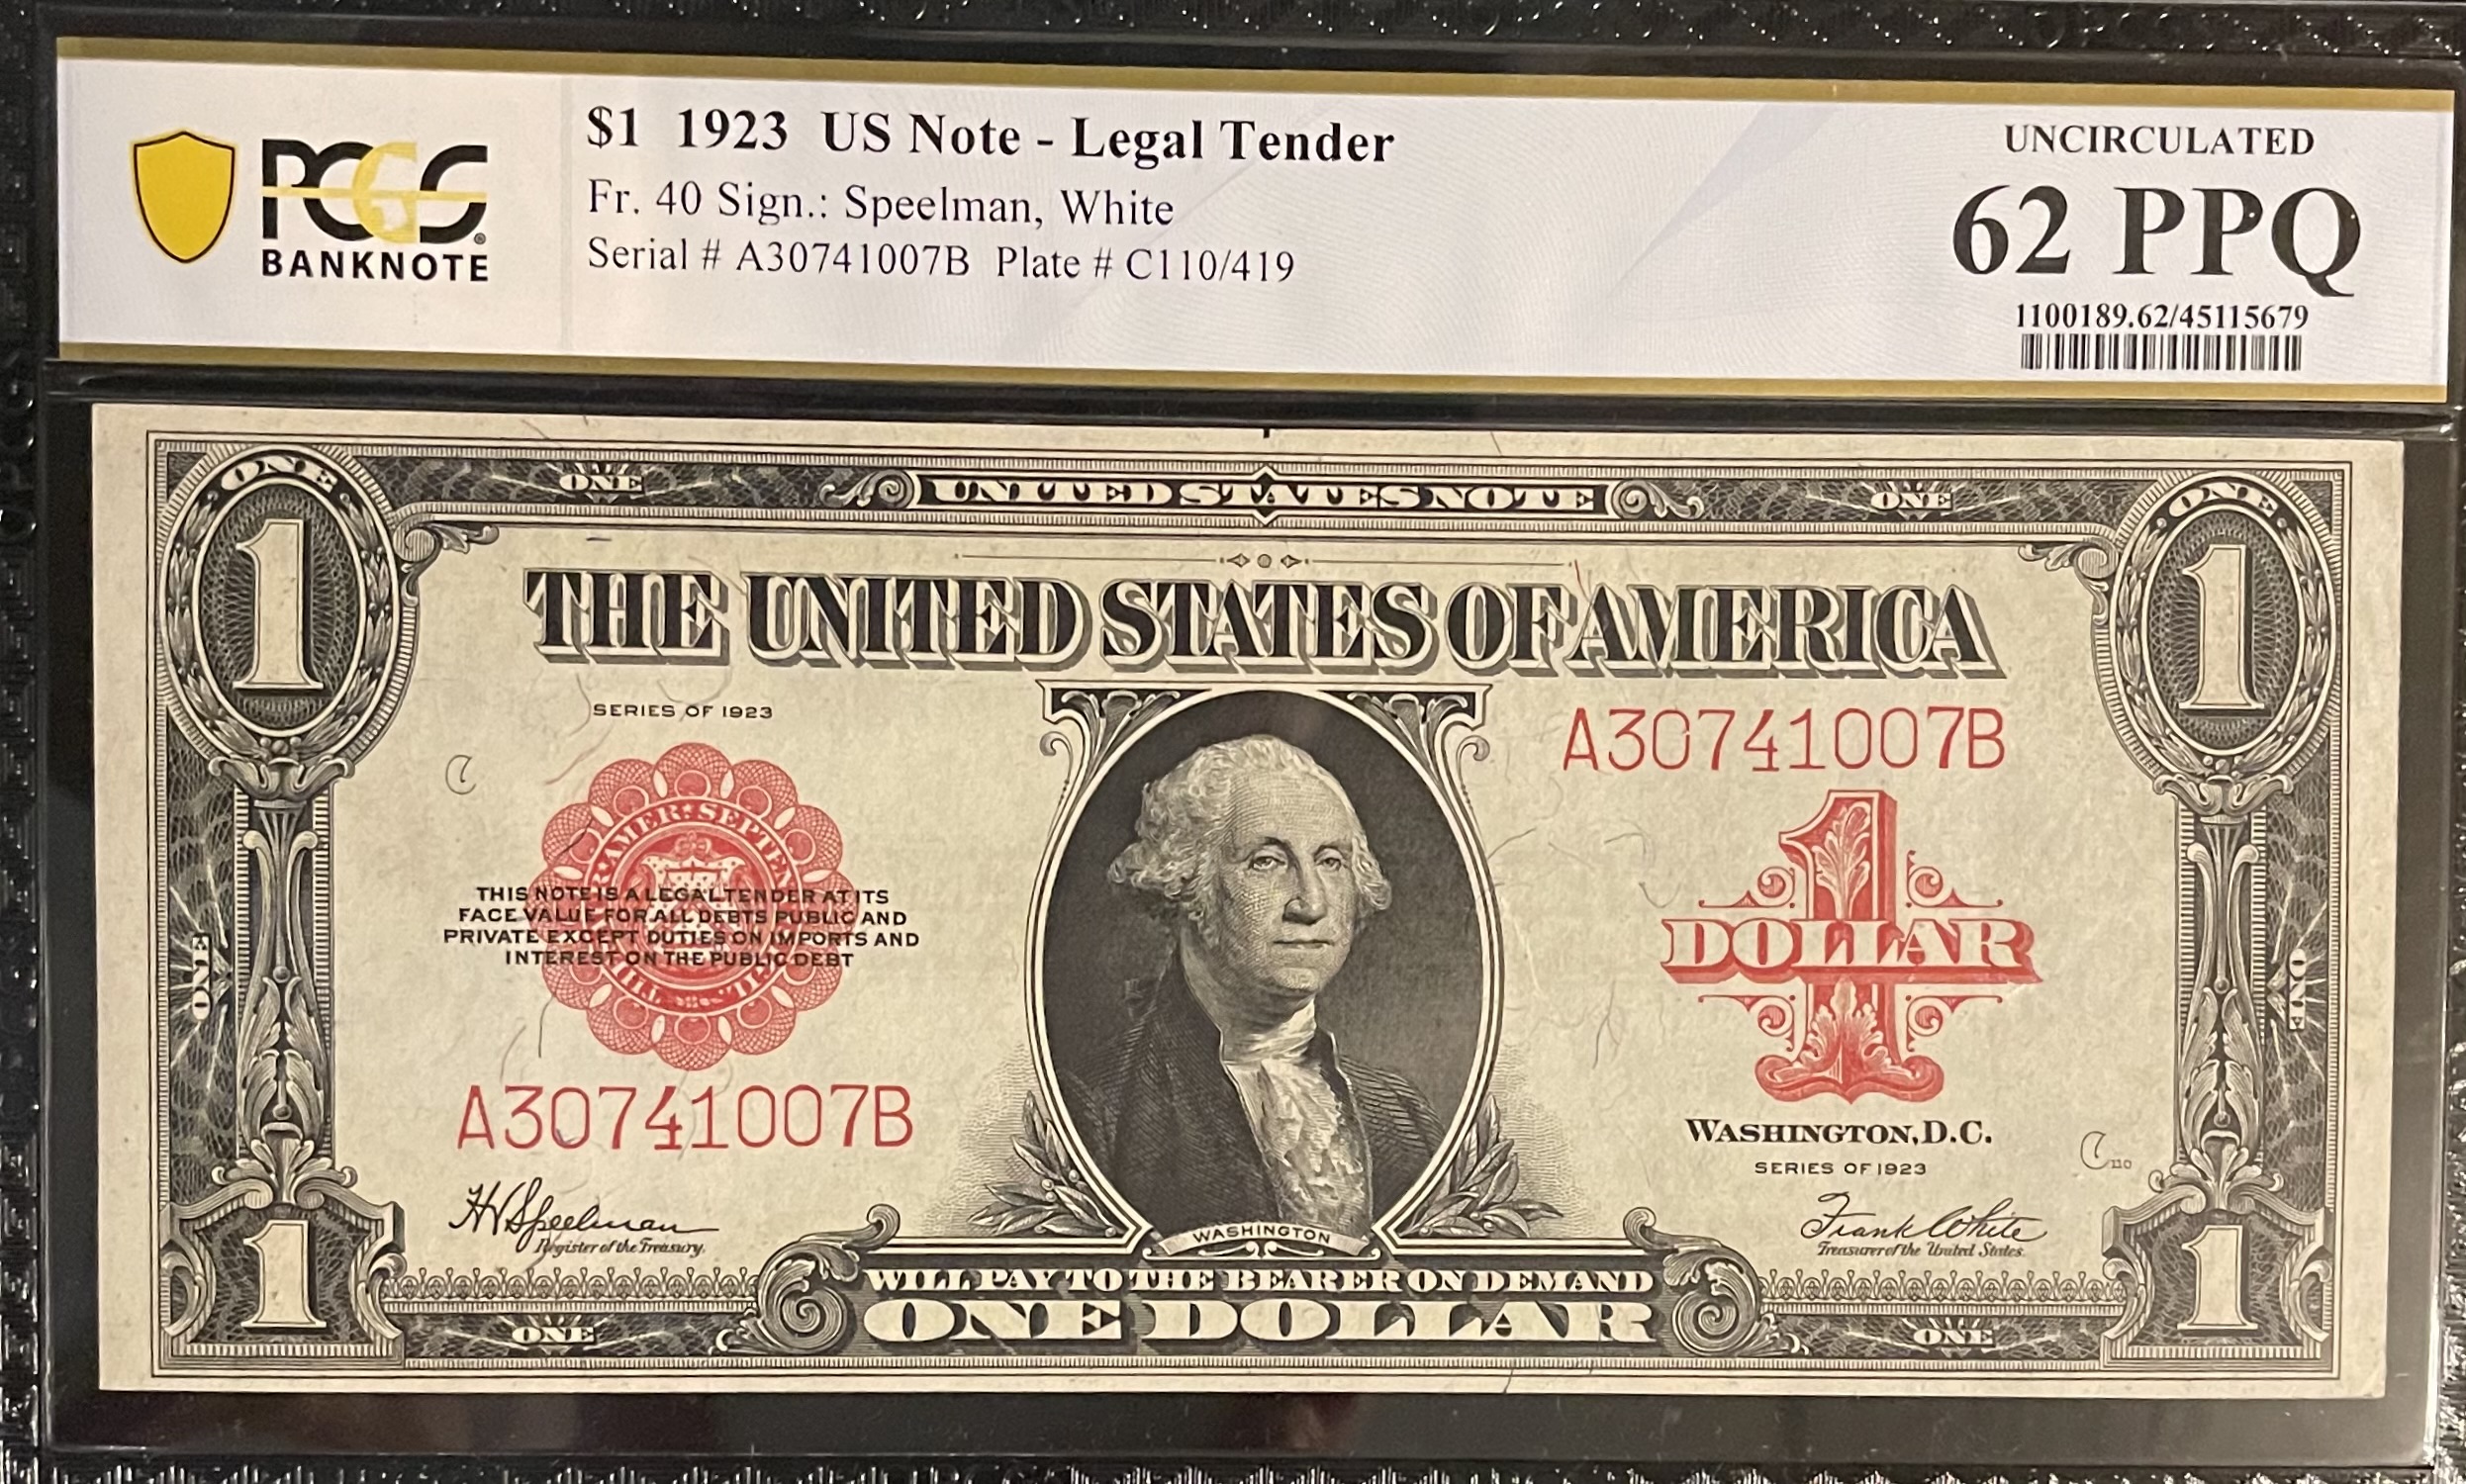 PCGS
BANKNOTE
$1 1923 US Note - Legal Tender
Fr. 40 Sign.: Speelman, White
Serial # A30741007B Plate # C110/419
UNCIRCULATED
62 PPQ
1100189.62/45115679
ONE
1
ONE
UNITED STATES NOTE
ONE
ONE
1
THE UNITED STATES OF AMERICA
SERIES OF 1923
A30741007B
C
AMER: SEPTEN
THIS NOTE IS A LEGAL TENDER AT ITS
FACE VALUE FOR ALL DEBTS PUBLIC AND
PRIVATE EXCEPT DUTIES ON IMPORTS AND
INTEREST ON THE PUBLIC DEBT
1
DOLLAR
ONE
ONE
A30741007B
WASHINGTON, D.C.
SERIES OF 1923
C110
H V Speelman
Register of the Treasury.
WASHINGTON
Frank White
Treasurer of the United States.
1
WILL PAY TO THE BEARER ON DEMAND
ONE DOLLAR
1
ONE
ONE